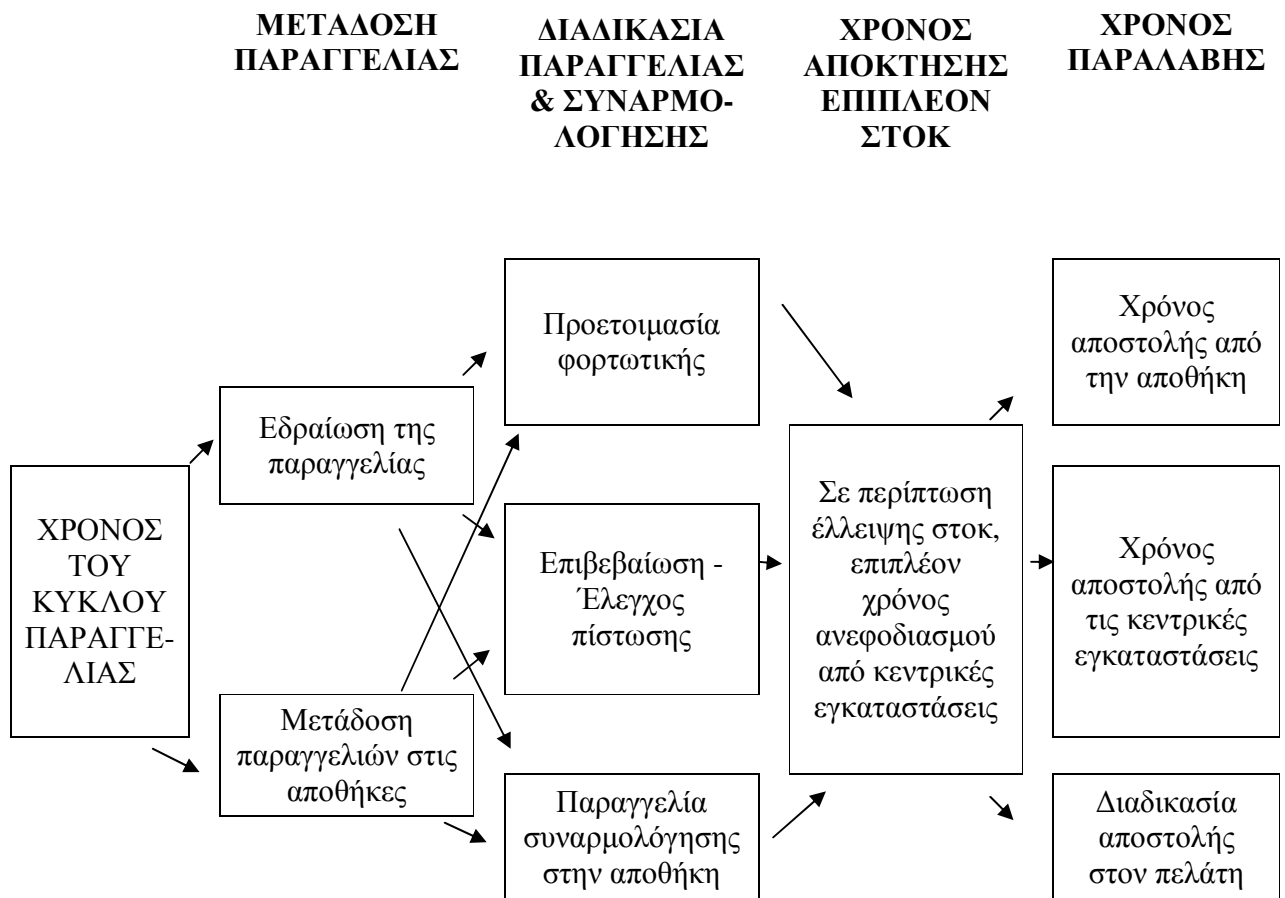 ΜΕΤΑΔΟΣΗ
ΠΑΡΑΓΓΕΛΙΑΣ
ΔΙΑΔΙΚΑΣΙΑ
ΠΑΡΑΓΓΕΛΙΑΣ
& ΣΥΝΑΡΜΟ-
ΛΟΓΗΣΗΣ
ΧΡΟΝΟΣ
ΑΠΟΚΤΗΣΗΣ
ΕΠΙΠΛΕΟΝ
ΣΤΟΚ
ΧΡΟΝΟΣ
ΠΑΡΑΛΑΒΗΣ
ΧΡΟΝΟΣ
ΤΟΥ
ΚΥΚΛΟΥ
ΠΑΡΑΓΓΕ-
ΛΙΑΣ
Εδραίωση της
παραγγελίας
Μετάδοση
παραγγελιών στις
αποθήκες
Προετοιμασία
φορτωτικής
Επιβεβαίωση -
Έλεγχος
πίστωσης
Παραγγελία
συναρμολόγησης
στην αποθήκη
Σε περίπτωση
έλλειψης στοκ,
επιπλέον
χρόνος
ανεφοδιασμού
από κεντρικές
εγκαταστάσεις
Χρόνος
αποστολής από
την αποθήκη
Χρόνος
αποστολής από
τις κεντρικές
εγκαταστάσεις
Διαδικασία
αποστολής
στον πελάτη